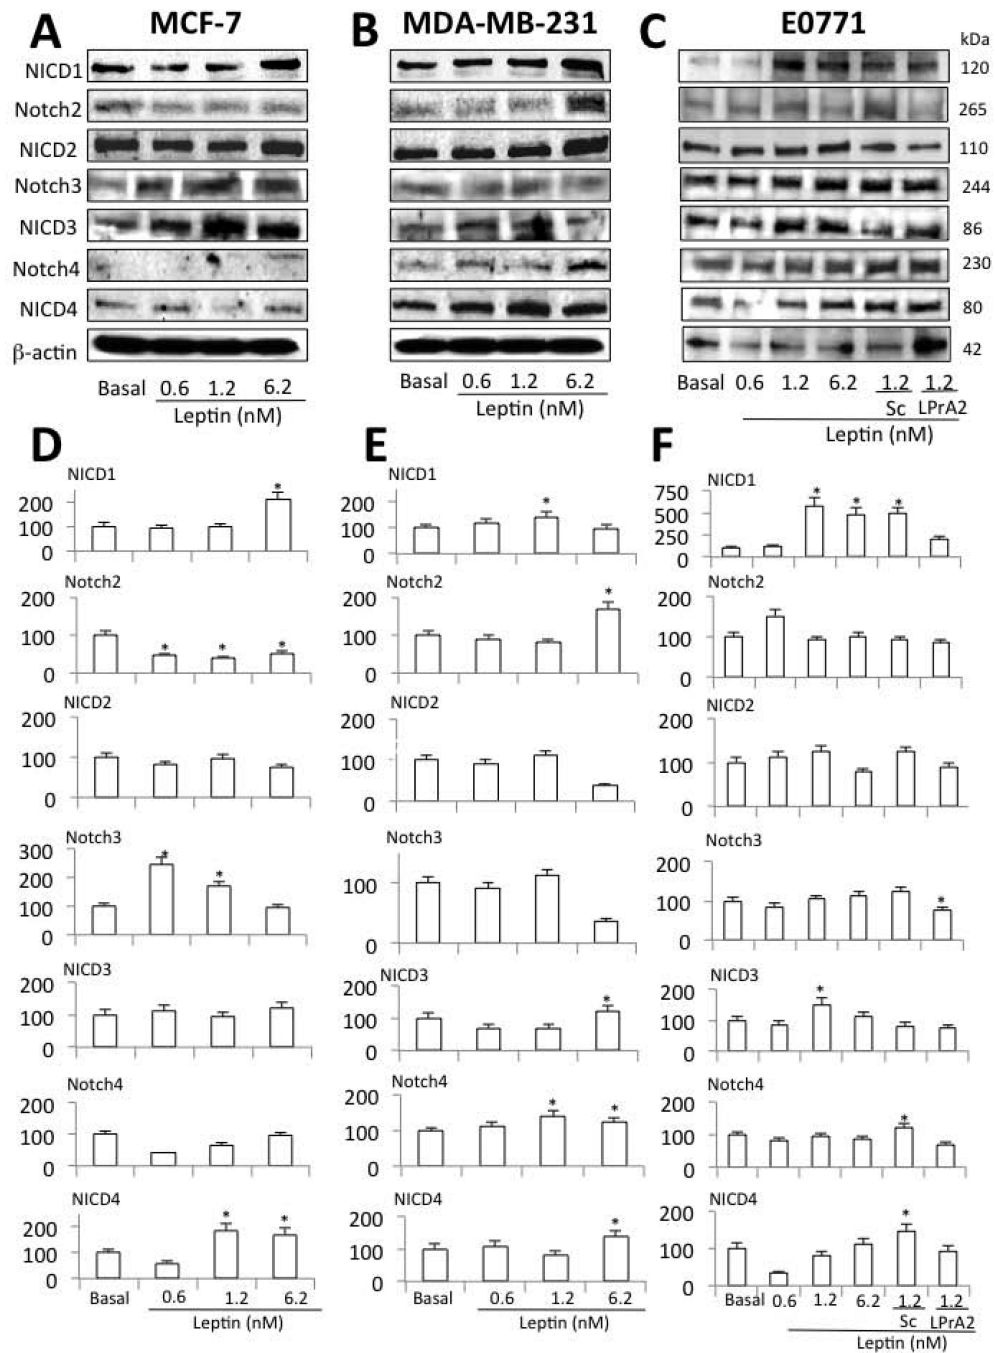 A MCF-7 B MDA-MB-231 C E0771
kDa
NICD1 120
Notch2 265
NICD2 110
Notch3 244
NICD3 86
Notch4 230
NICD4 80
β-actin 42
Basal 0.6 1.2 6.2 Basal 0.6 1.2 6.2 Basal 0.6 1.2 6.2 1.2 1.2
Sc LPrA2
Leptin (nM) Leptin (nM) Leptin (nM)
D E F
NICD1 NICD1 NICD1
200 * 200 * 750 * * *
100 100 500
0 0 250
0
Notch2 Notch2 Notch2
200 200 * 200
100 * * * 100 100
0 0 0
NICD2 NICD2 NICD2
200 200 200
100 100 100
0 0 0
Notch3 Notch3 Notch3
300 * 200
200 * 100 100 *
100
0 0 0
NICD3 NICD3 NICD3
200 200 * 200 *
100 100 100
0 0 0
Notch4 Notch4 Notch4
200 200 * * 200 *
100 100 100
0 0 0
NICD4 NICD4 NICD4
200 * * 200 * 200 *
100 100 100
0 0 0
Basal 0.6 1.2 6.2 Basal 0.6 1.2 6.2 Basal 0.6 1.2 6.2 1.2 1.2
Sc LPrA2
Leptin (nM) Leptin (nM) Leptin (nM)